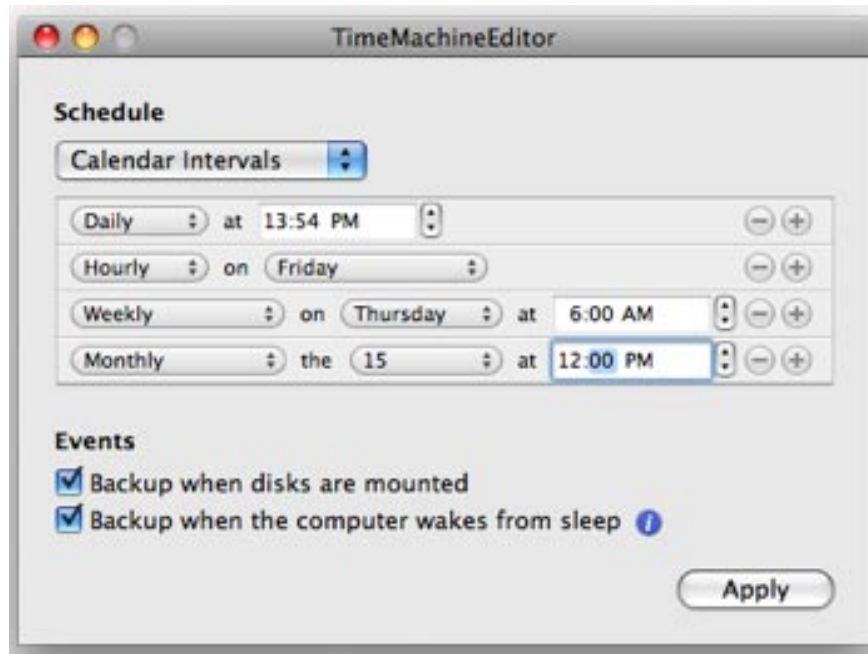 TimeMachineEditor
Schedule
Calendar Intervals
Daily at 13:54 PM
Hourly on Friday
Weekly on Thursday at 6:00 AM
Monthly the 15 at 12:00 PM
Events
Backup when disks are mounted
Backup when the computer wakes from sleep i
Apply